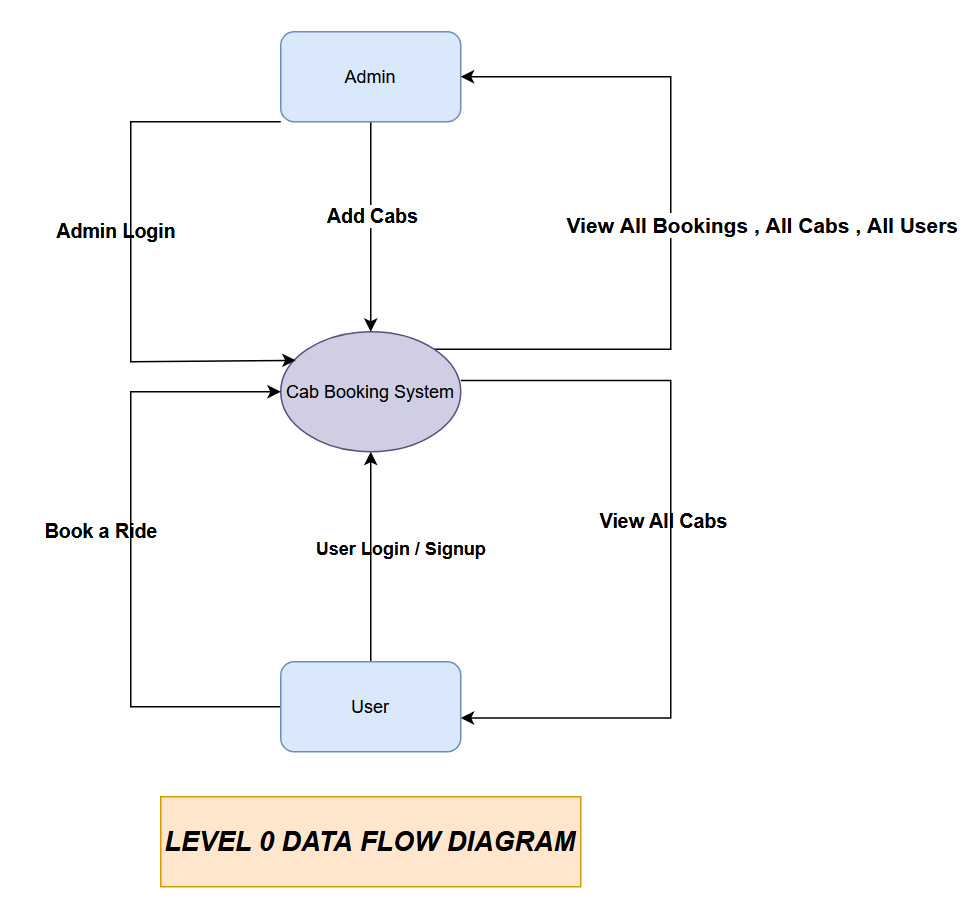 Admin
Admin Login
Add Cabs
View All Bookings , All Cabs , All Users
Cab Booking System
Book a Ride
User Login / Signup
View All Cabs
User
LEVEL 0 DATA FLOW DIAGRAM